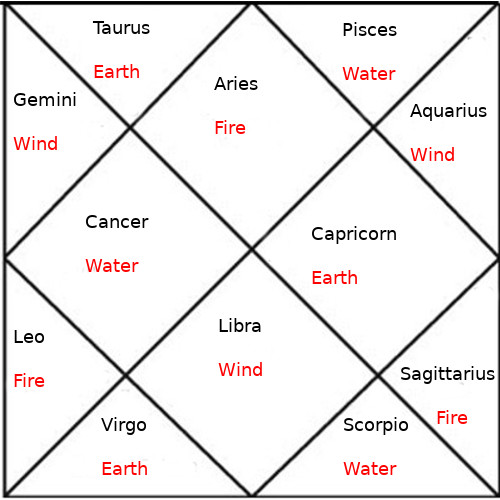 Taurus
Earth
Pisces
Water
Aries
Fire
Gemini
Wind
Aquarius
Wind
Cancer
Water
Capricorn
Earth
Libra
Wind
Leo
Fire
Sagittarius
Fire
Virgo
Earth
Scorpio
Water